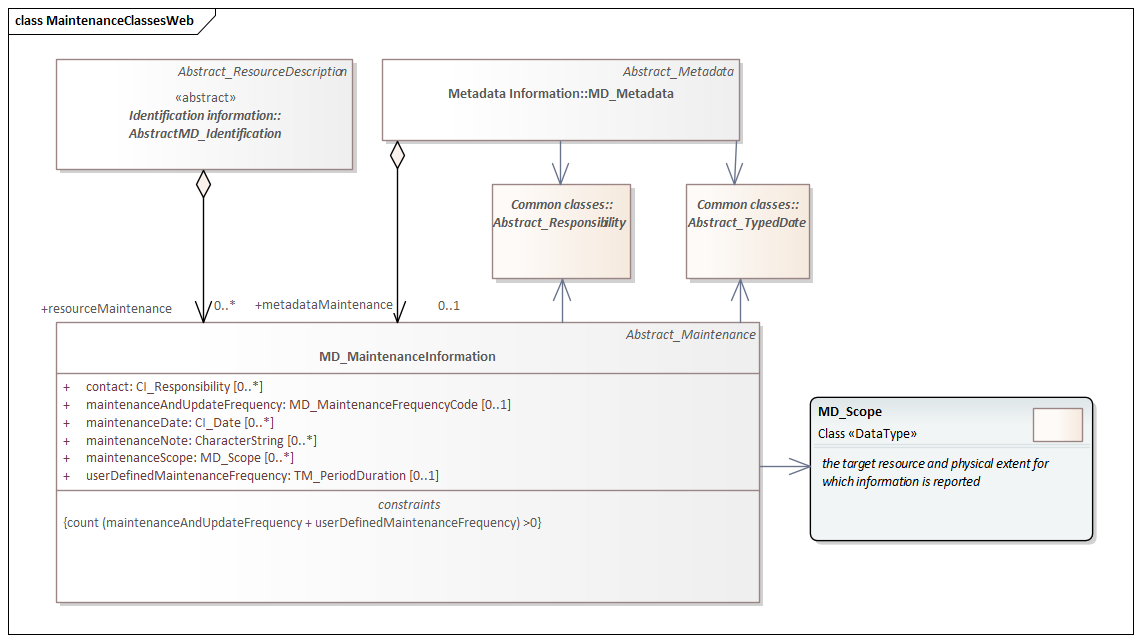 class MaintenanceClassesWeb
Abstract_ResourceDescription
«abstract»
Identification information::
AbstractMD_Identification
Abstract_Metadata
Metadata Information::MD_Metadata
Common classes::
Abstract_Responsibility
Common classes::
Abstract_TypedDate
+resourceMaintenance
0..*
+metadataMaintenance
0..1
Abstract_Maintenance
MD_MaintenanceInformation
+ contact: CI_Responsibility [0..*]
+ maintenanceAndUpdateFrequency: MD_MaintenanceFrequencyCode [0..1]
+ maintenanceDate: CI_Date [0..*]
+ maintenanceNote: CharacterString [0..*]
+ maintenanceScope: MD_Scope [0..*]
+ userDefinedMaintenanceFrequency: TM_PeriodDuration [0..1]
constraints
{count (maintenanceAndUpdateFrequency + userDefinedMaintenanceFrequency) >0}
MD_Scope
Class «DataType»
the target resource and physical extent for
which information is reported